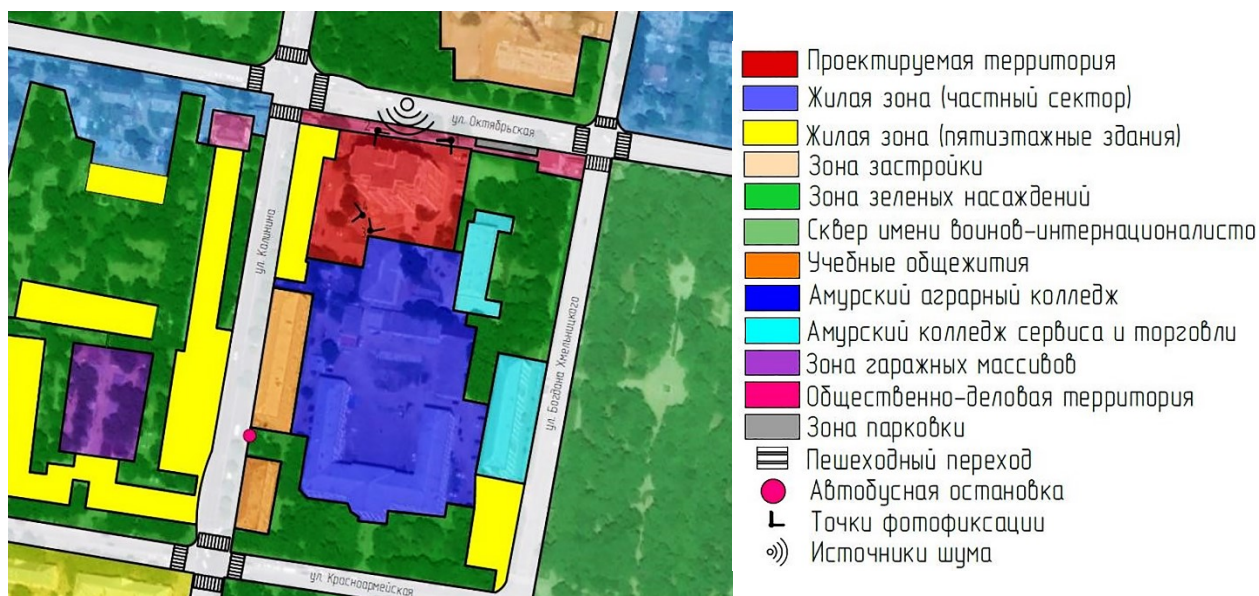 ул. Октябрьская
ул. Калинина
ул. Богдана Хмельницкого
ул. Красноармейская
Проектируемая территория
Жилая зона (частный сектор)
Жилая зона (пятиэтажные здания)
Зона застройки
Зона зеленых насаждений
Сквер имени воинов-интернационалисто
Учебные общежития
Амурский аграрный колледж
Амурский колледж сервиса и торговли
Зона гаражных массивов
Общественно-деловая территория
Зона парковки
Пешеходный переход
Автобусная остановка
Точки фотофиксации
Источники шума